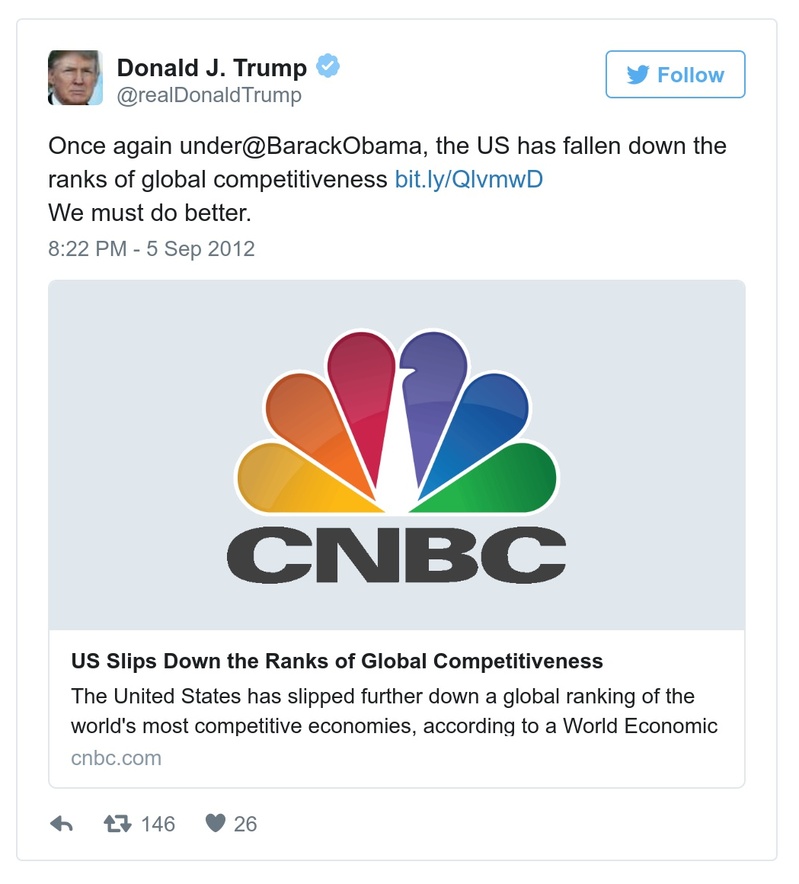 Donald J. Trump
@realDonaldTrump
Follow
Once again under@BarackObama, the US has fallen down the
ranks of global competitiveness bit.ly/QlvmwD
We must do better.
8:22 PM - 5 Sep 2012
CNBC
US Slips Down the Ranks of Global Competitiveness
The United States has slipped further down a global ranking of the
world's most competitive economies, according to a World Economic
cnbc.com
146 26